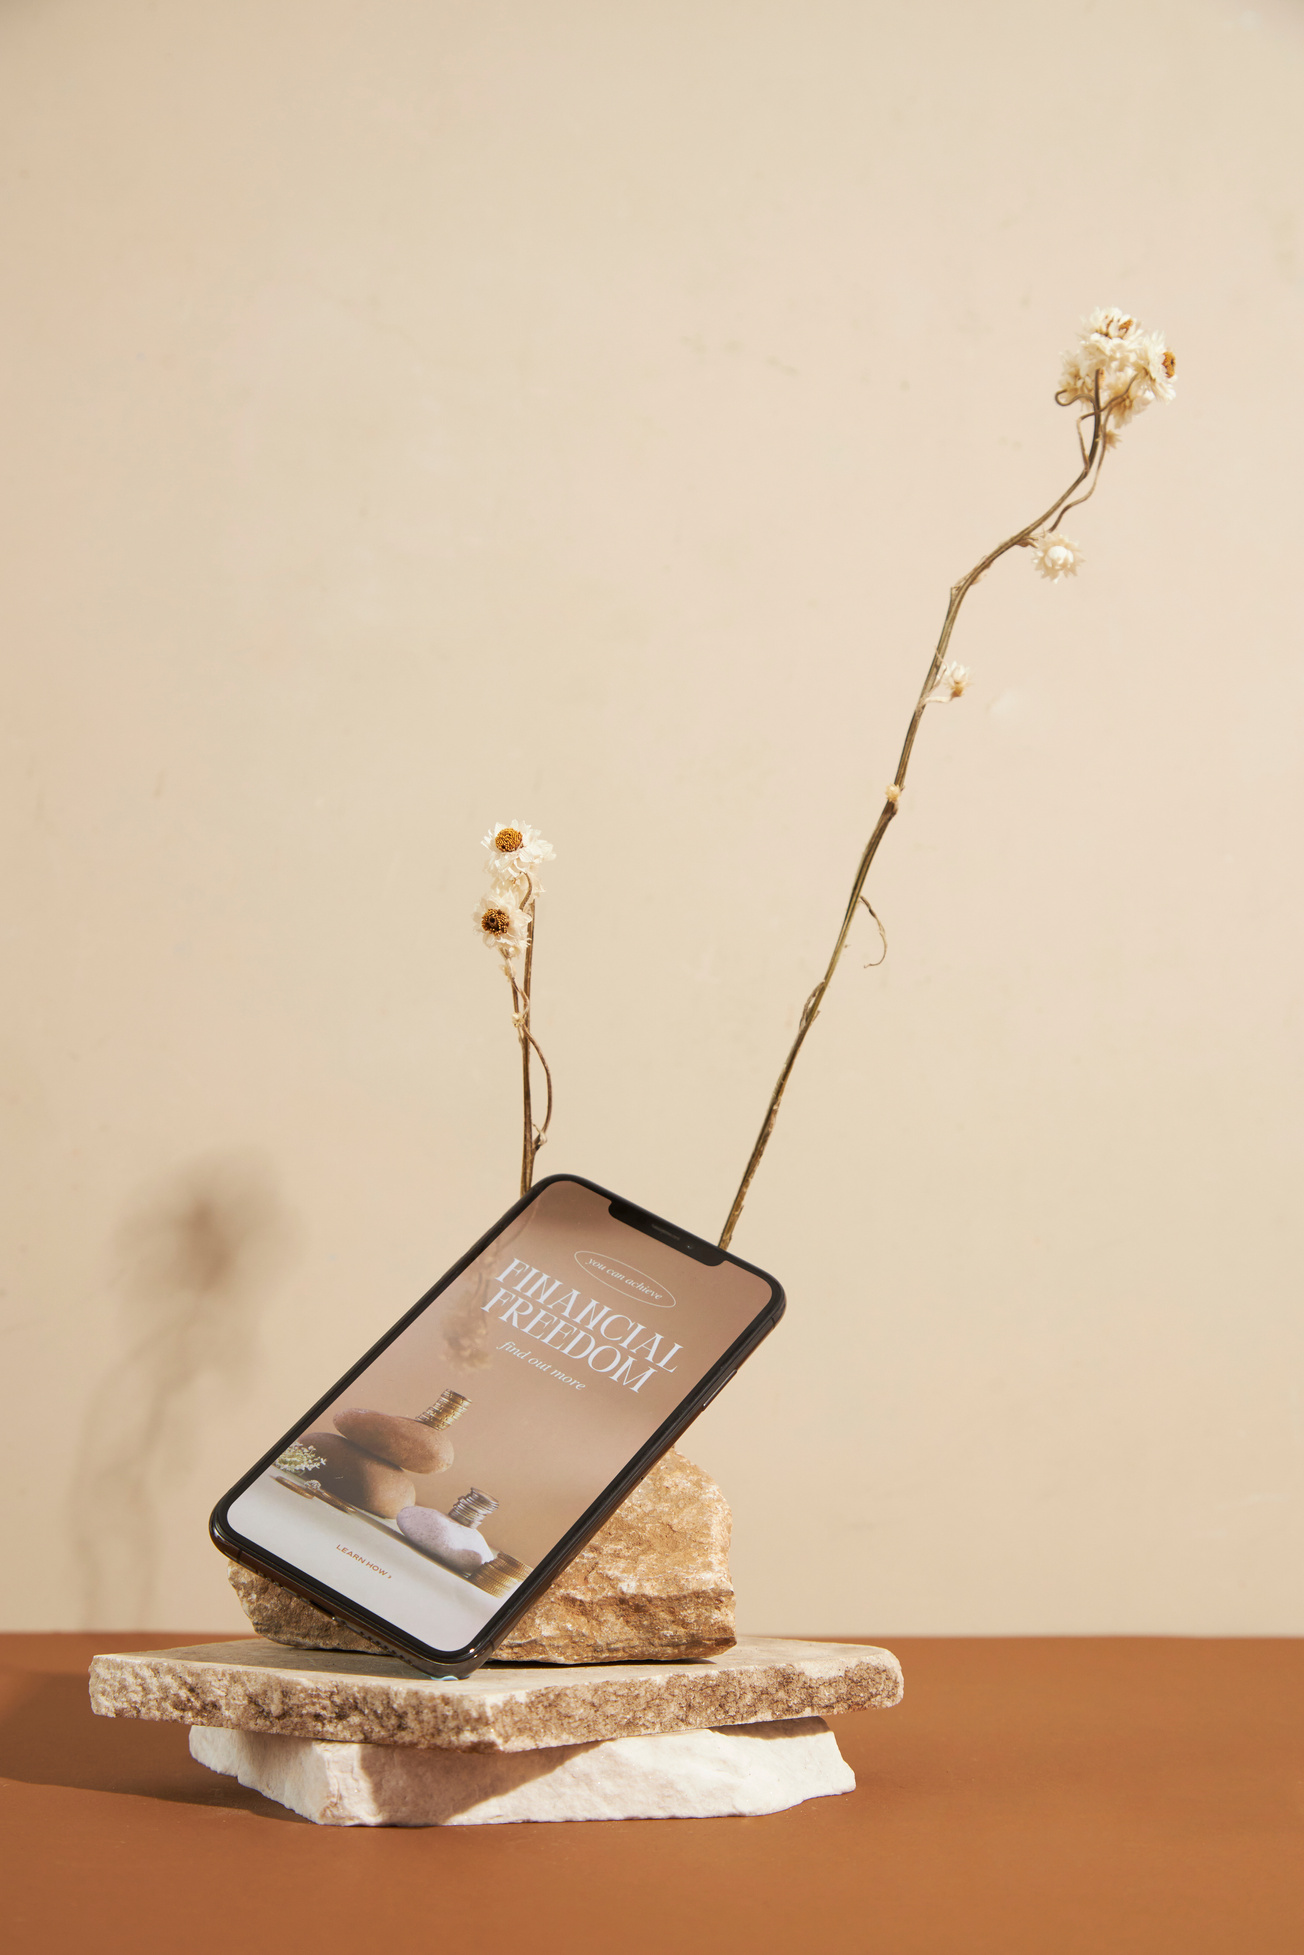 you can achieve
FINANCIAL
FREEDOM
find out more
LEARN HOW >